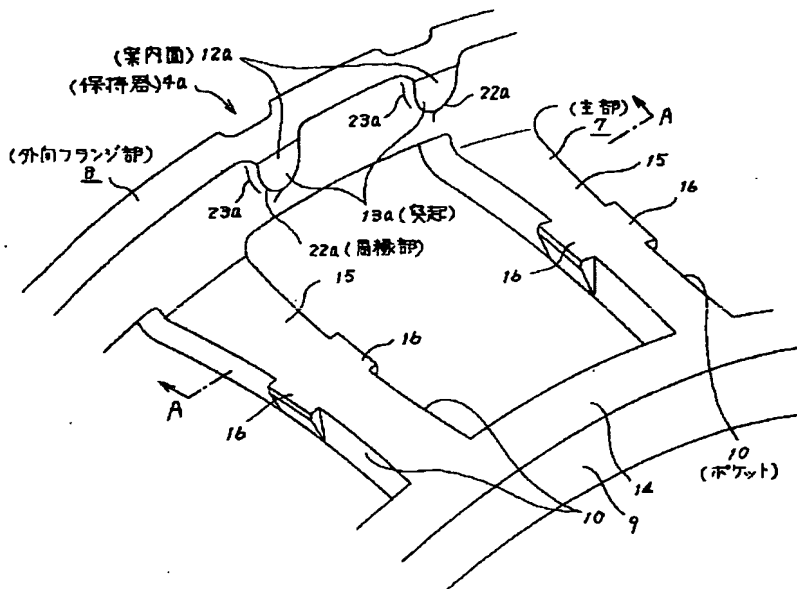 (案内面) 12a
(保持器) 4a
23a
22a
(主部)
7
A
15
16
(外向フランジ部)
8
23a
13a (突起)
22a (周縁部)
16
15
16
A
16
10
(ポケット)
14
10
9